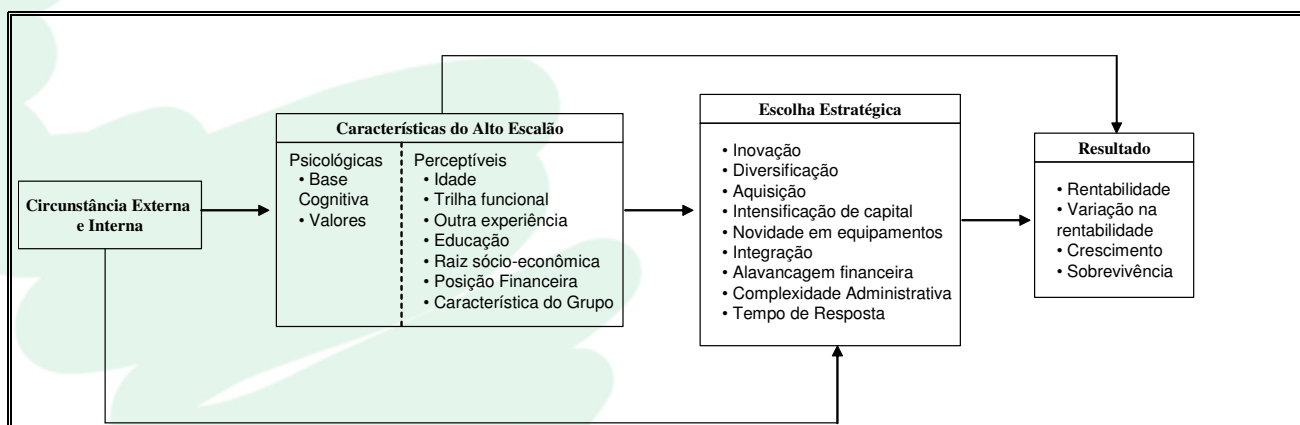 Circunstância Externa
e Interna
Características do Alto Escalão
Psicológicas
• Base
Cognitiva
• Valores
Perceptíveis
• Idade
• Trilha funcional
• Outra experiência
• Educação
• Raiz sócio-econômica
• Posição Financeira
• Característica do Grupo
Escolha Estratégica
• Inovação
• Diversificação
• Aquisição
• Intensificação de capital
• Novidade em equipamentos
• Integração
• Alavancagem financeira
• Complexidade Administrativa
• Tempo de Resposta
Resultado
• Rentabilidade
• Variação na
rentabilidade
• Crescimento
• Sobrevivência